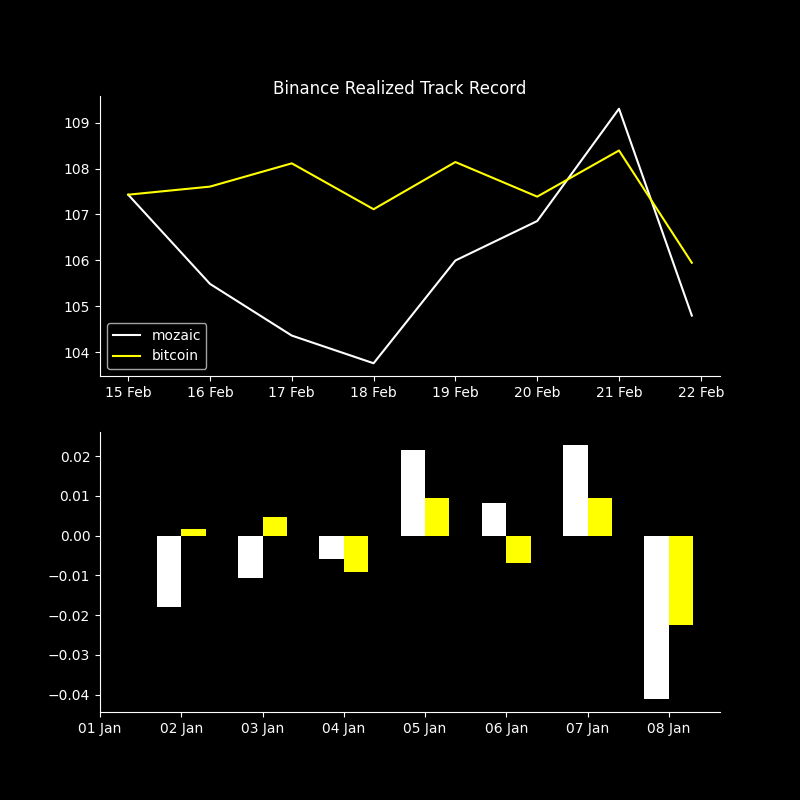 Binance Realized Track Record
109
108
107
106
105
104
mozaic
bitcoin
15 Feb 16 Feb 17 Feb 18 Feb 19 Feb 20 Feb 21 Feb 22 Feb
0.02
0.01
0.00
−0.01
−0.02
−0.03
−0.04
01 Jan 02 Jan 03 Jan 04 Jan 05 Jan 06 Jan 07 Jan 08 Jan